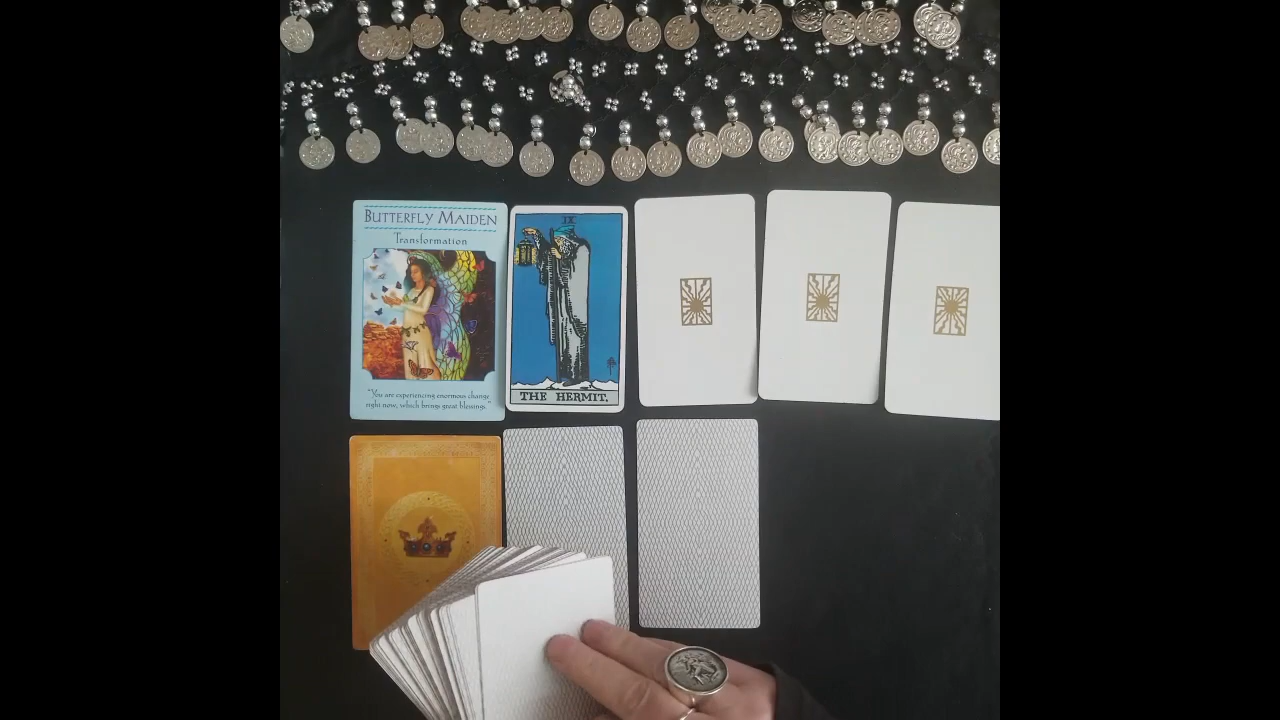 BUTTERFLY MAIDEN
Transformation
"You are experiencing enormous change
right now, which brings great blessings."
IX
THE HERMIT.